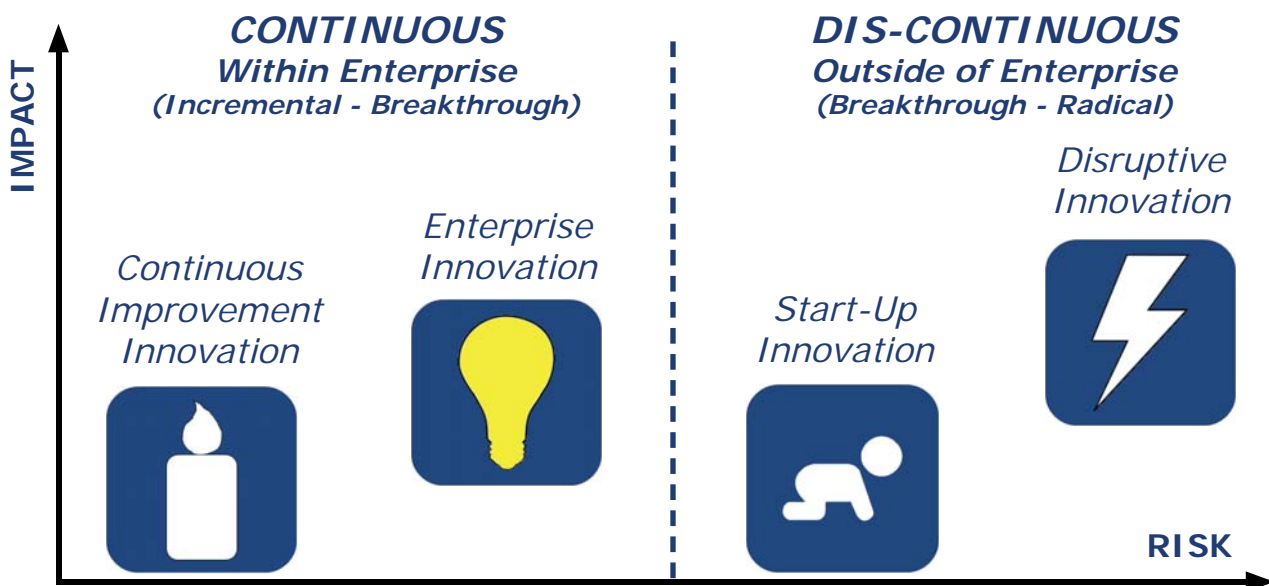 CONTINUOUS
Within Enterprise
(Incremental - Breakthrough)
DIS-CONTINUOUS
Outside of Enterprise
(Breakthrough - Radical)
IMPACT
Continuous
Improvement
Innovation
Enterprise
Innovation
Start-Up
Innovation
Disruptive
Innovation
RISK